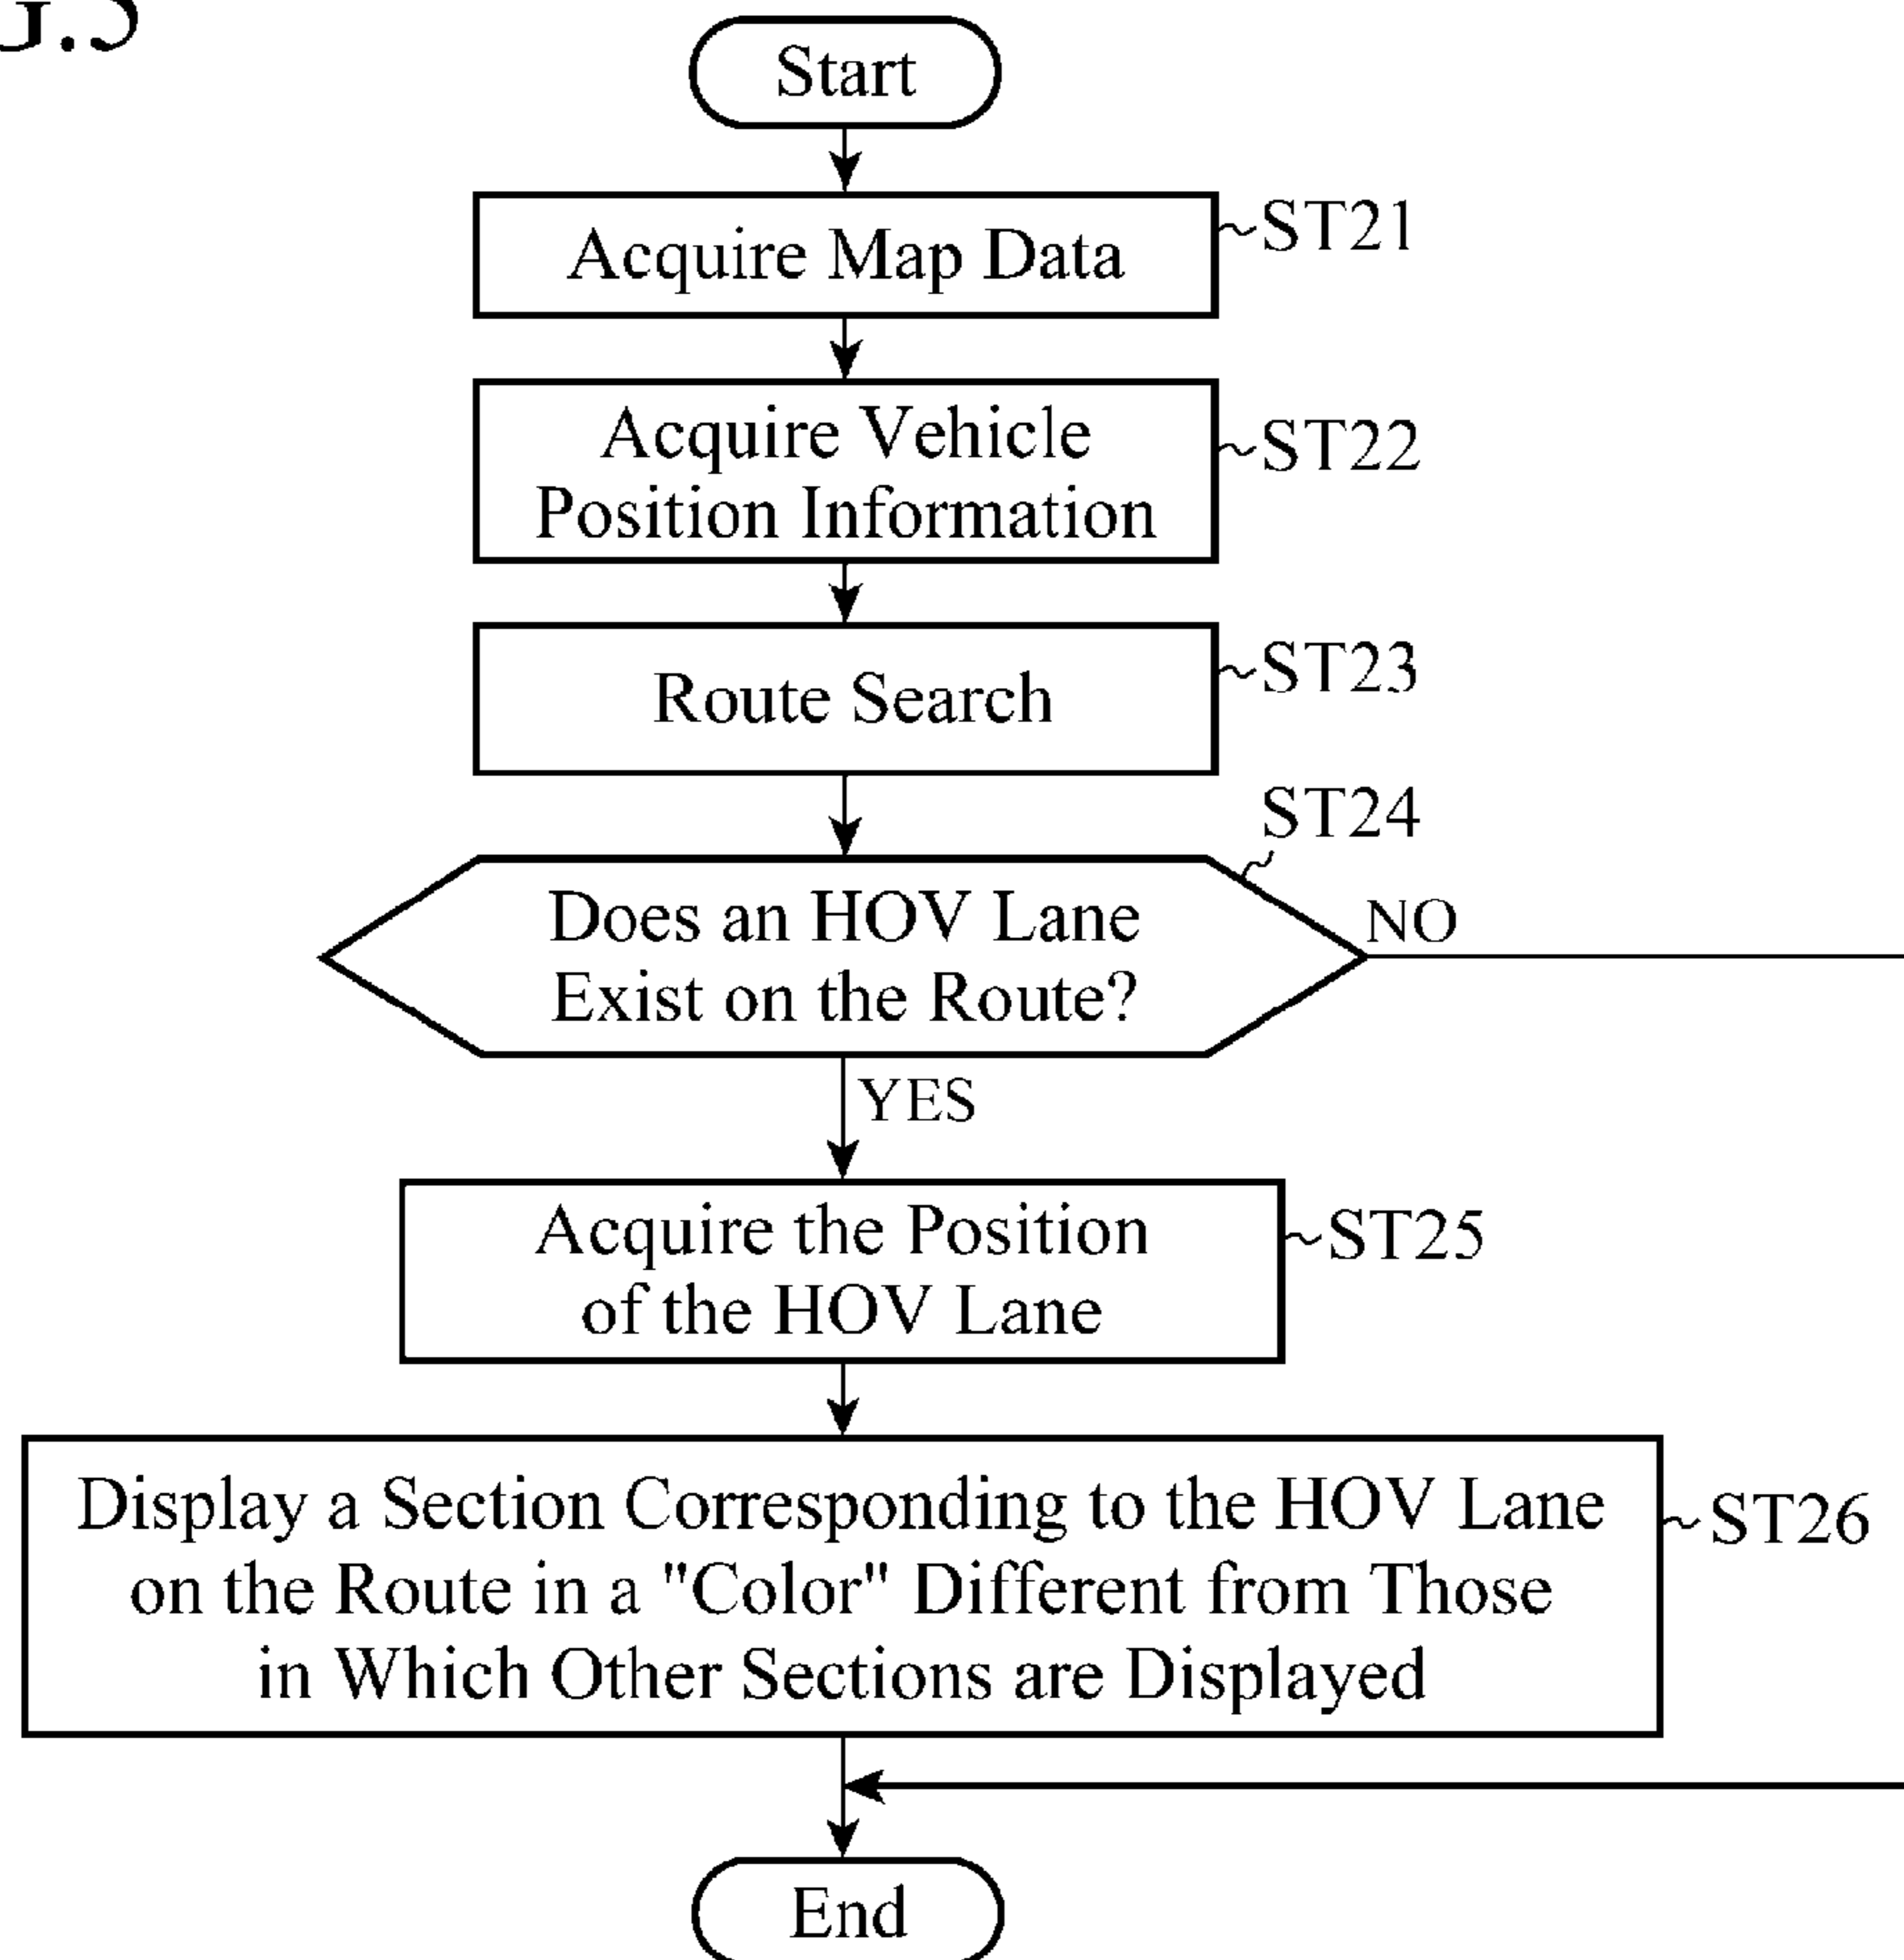 Start
Acquire Map Data
ST21
Acquire Vehicle
Position Information
ST22
Route Search
ST23
ST24
Does an HOV Lane
Exist on the Route?
NO
YES
Acquire the Position
of the HOV Lane
ST25
Display a Section Corresponding to the HOV Lane
on the Route in a "Color" Different from Those
in Which Other Sections are Displayed
ST26
End